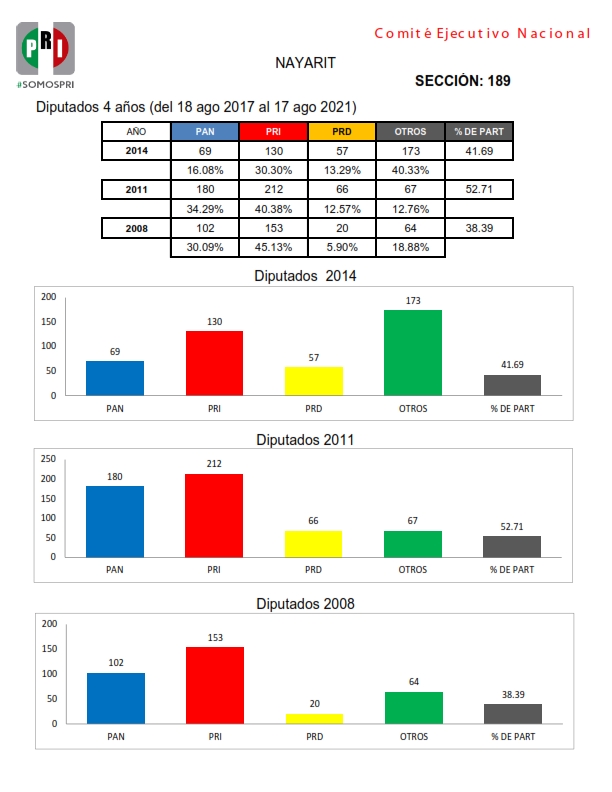 PRI
#SOMOSPRI
Comité Ejecutivo Nacional
NAYARIT
SECCIÓN: 189
Diputados 4 años (del 18 ago 2017 al 17 ago 2021)
AÑO PAN PRI PRD OTROS % DE PART
2014 69 130 57 173 41.69
16.08% 30.30% 13.29% 40.33%
2011 180 212 66 67 52.71
34.29% 40.38% 12.57% 12.76%
2008 102 153 20 64 38.39
30.09% 45.13% 5.90% 18.88%
Diputados 2014
200
173
150
130
100
69
57
50
41.69
0
PAN PRI PRD OTROS % DE PART
Diputados 2011
250
212
200
180
150
100
66 67
52.71
50
0
PAN PRI PRD OTROS % DE PART
Diputados 2008
200
153
150
102
100
64
50
38.39
20
0
PAN PRI PRD OTROS % DE PART